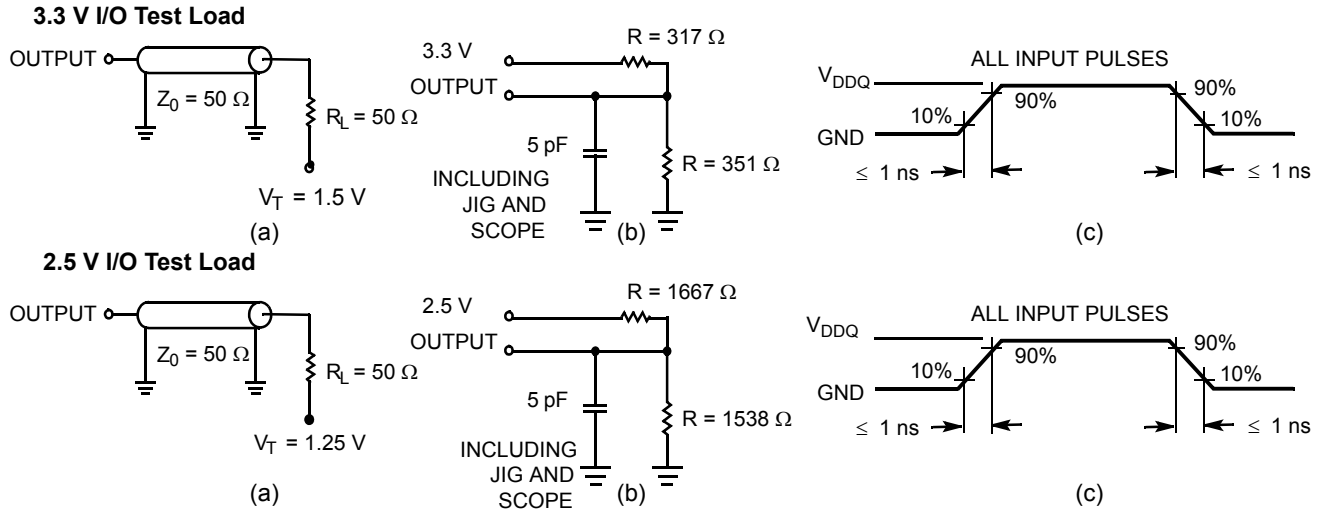 3.3 V I/O Test Load
OUTPUT
Z0 = 50 Ω
RL = 50 Ω
VT = 1.5 V
(a)
3.3 V
OUTPUT
R = 317 Ω
5 pF
INCLUDING
JIG AND
SCOPE
R = 351 Ω
(b)
ALL INPUT PULSES
VDDQ
GND
10%
90%
90%
10%
≤ 1 ns
≤ 1 ns
(c)
2.5 V I/O Test Load
OUTPUT
Z0 = 50 Ω
RL = 50 Ω
VT = 1.25 V
(a)
2.5 V
OUTPUT
R = 1667 Ω
5 pF
INCLUDING
JIG AND
SCOPE
R = 1538 Ω
(b)
ALL INPUT PULSES
VDDQ
GND
10%
90%
90%
10%
≤ 1 ns
≤ 1 ns
(c)